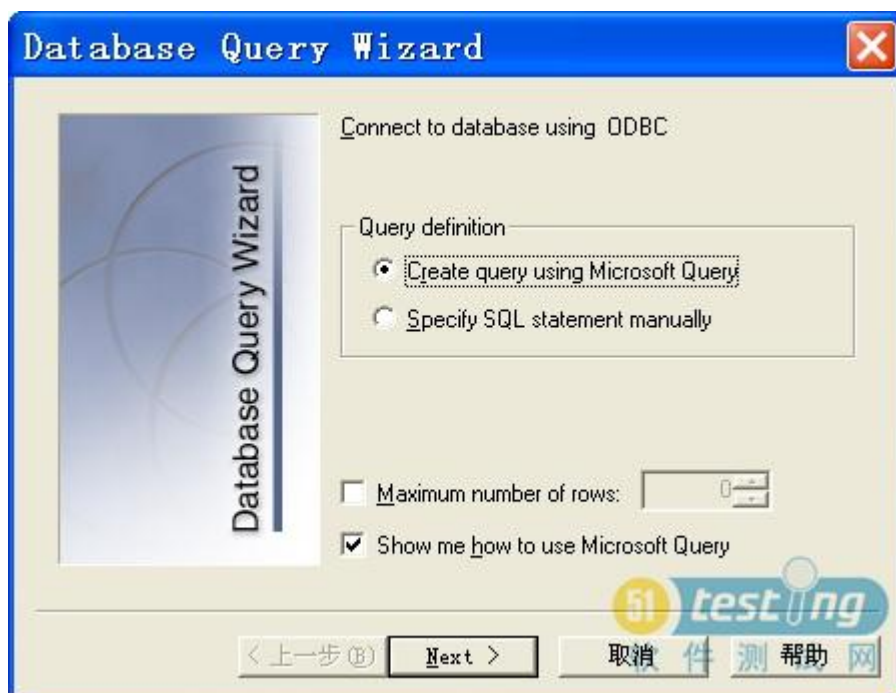 Database Query Wizard
Database Query Wizard
Connect to database using ODBC
Query definition
Create query using Microsoft Query
Specify SQL statement manually
Maximum number of rows: 0
Show me how to use Microsoft Query
51 testing
软件测试网
< 上一步(B) Next > 取消 帮助